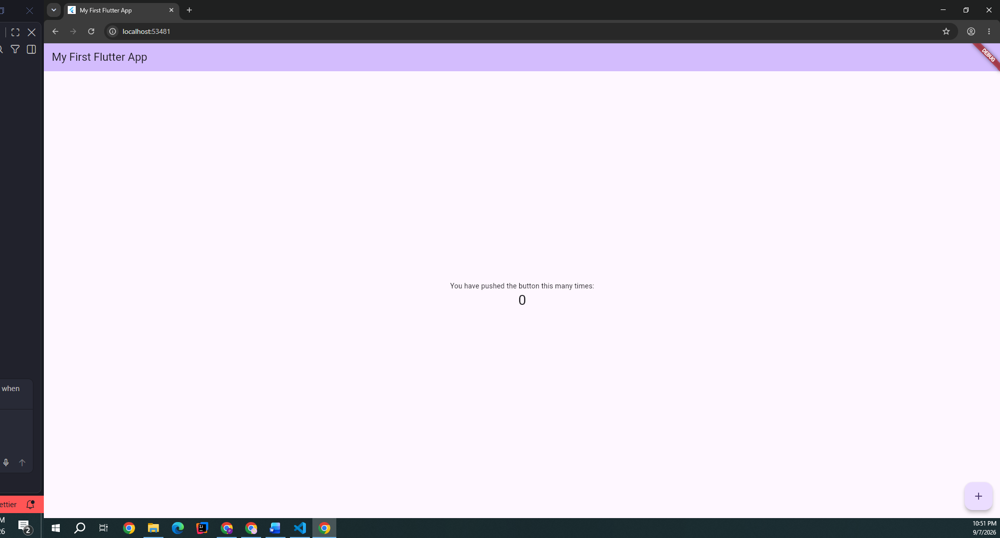 My First Flutter App
localhost:53481
My First Flutter App
DEBUG
You have pushed the button this many times:
0
+
when
ettier
M
26
2
10:51 PM
9/7/2026